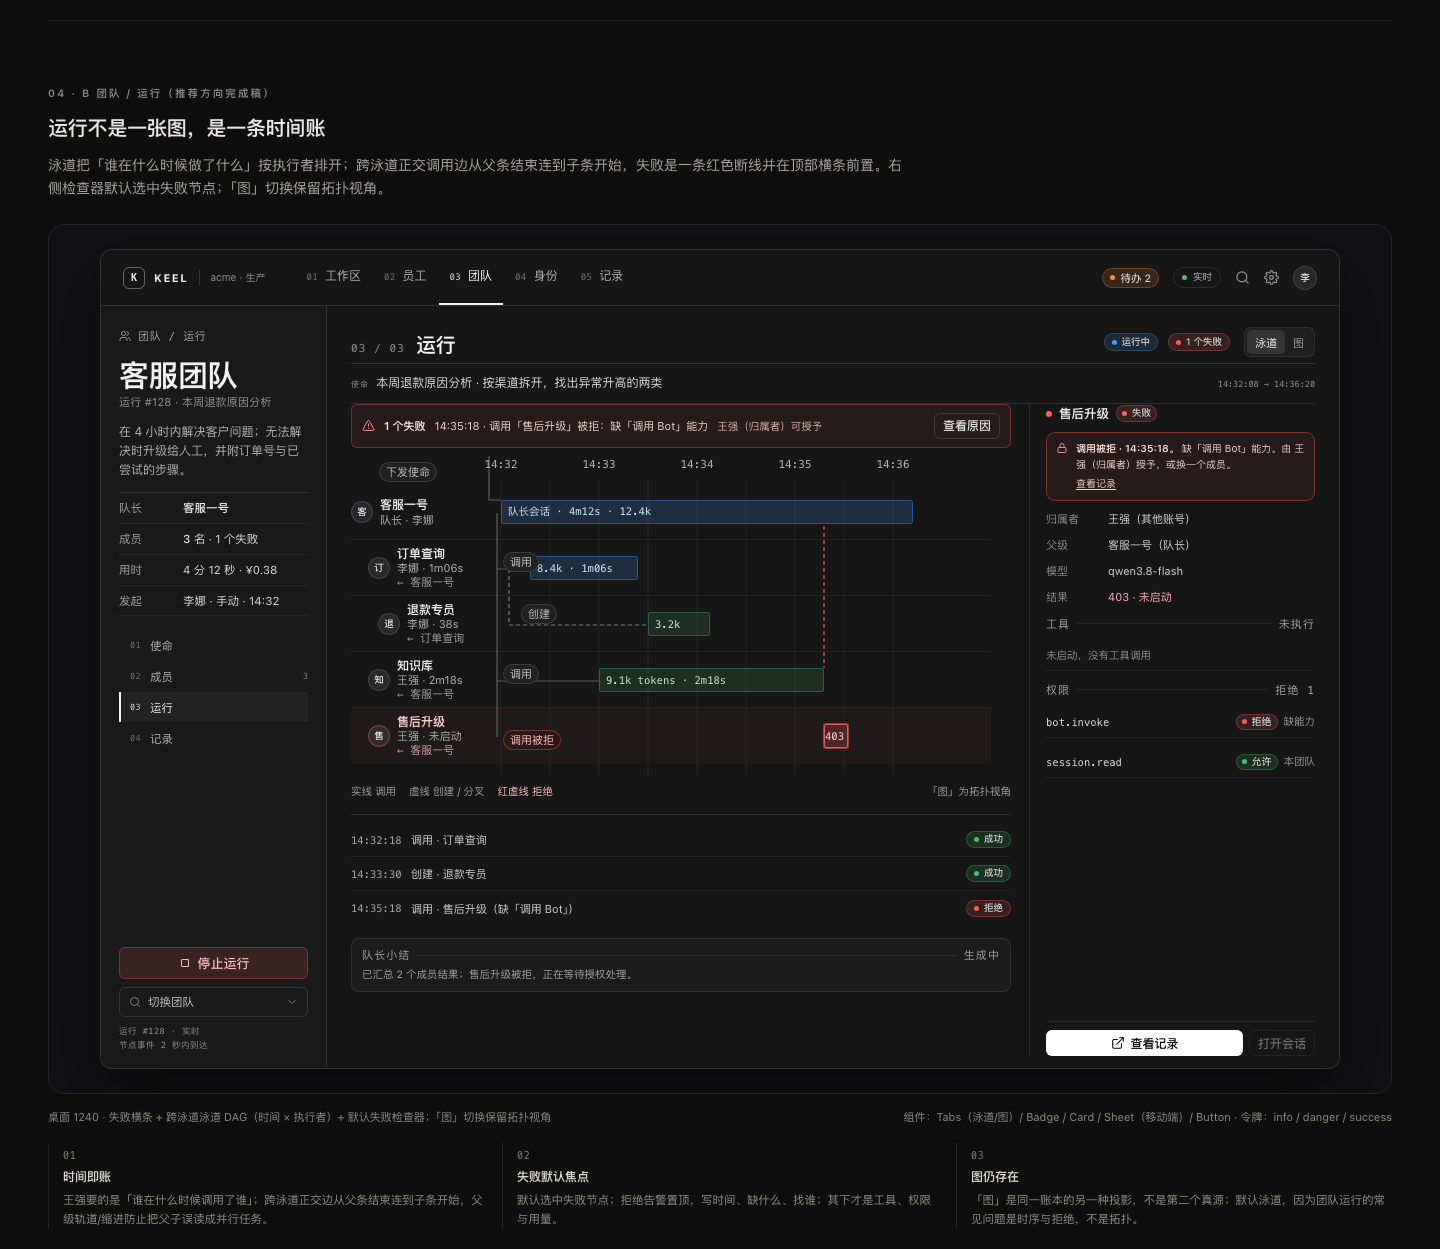 04 · B 团队 / 运行（推荐方向完成稿）
运行不是一张图，是一条时间账
泳道把「谁在什么时候做了什么」按执行者排开；跨泳道正交调用边从父条结束连到子条开始，失败是一条红色断线并在顶部横条前置。右
侧检查器默认选中失败节点；「图」切换保留拓扑视角。
K KEEL acme · 生产 01 工作区 02 员工 03 团队 04 身份 05 记录 待办 2 实时 李
团队 / 运行
客服团队
运行 #128 · 本周退款原因分析
在 4 小时内解决客户问题；无法解
决时升级给人工，并附订单号与已
尝试的步骤。
队长 客服一号
成员 3 名 · 1 个失败
用时 4 分 12 秒 · ¥0.38
发起 李娜 · 手动 · 14:32
01 使命
02 成员 3
03 运行
04 记录
停止运行
切换团队
运行 #128 · 实时
节点事件 2 秒内到达
03 / 03 运行 运行中 1 个失败 泳道 图
使命 本周退款原因分析 · 按渠道拆开，找出异常升高的两类 14:32:08 → 14:36:20
1 个失败 14:35:18 · 调用「售后升级」被拒：缺「调用 Bot」能力 王强（归属者）可授予 查看原因
下发使命 14:32 14:33 14:34 14:35 14:36
客 客服一号
队长 · 李娜
队长会话 · 4m12s · 12.4k
订 订单查询
李娜 · 1m06s
← 客服一号
调用 8.4k · 1m06s
退 退款专员
李娜 · 38s
← 订单查询
创建 3.2k
知 知识库
王强 · 2m18s
← 客服一号
调用 9.1k tokens · 2m18s
售 售后升级
王强 · 未启动
← 客服一号
调用被拒 403
实线 调用 虚线 创建 / 分叉 红虚线 拒绝 「图」为拓扑视角
14:32:18 调用 · 订单查询 成功
14:33:30 创建 · 退款专员 成功
14:35:18 调用 · 售后升级（缺「调用 Bot」） 拒绝
队长小结 生成中
已汇总 2 个成员结果；售后升级被拒，正在等待授权处理。
售后升级 失败
调用被拒 · 14:35:18。缺「调用 Bot」能力。由 王
强（归属者）授予，或换一个成员。
查看记录
归属者 王强（其他账号）
父级 客服一号（队长）
模型 qwen3.8-flash
结果 403 · 未启动
工具 未执行
未启动，没有工具调用
权限 拒绝 1
bot.invoke 拒绝 缺能力
session.read 允许 本团队
查看记录 打开会话
桌面 1240 · 失败横条 + 跨泳道泳道 DAG（时间 × 执行者）+ 默认失败检查器；「图」切换保留拓扑视角
组件：Tabs（泳道/图）/ Badge / Card / Sheet（移动端）/ Button · 令牌：info / danger / success
01
时间即账
王强要的是「谁在什么时候调用了谁」；跨泳道正交边从父条结束连到子条开始，父
级轨道/缩进防止把父子误读成并行任务。
02
失败默认焦点
默认选中失败节点；拒绝告警置顶，写时间、缺什么、找谁；其下才是工具、权限
与用量。
03
图仍存在
「图」是同一账本的另一种投影，不是第二个真源；默认泳道，因为团队运行的常
见问题是时序与拒绝，不是拓扑。